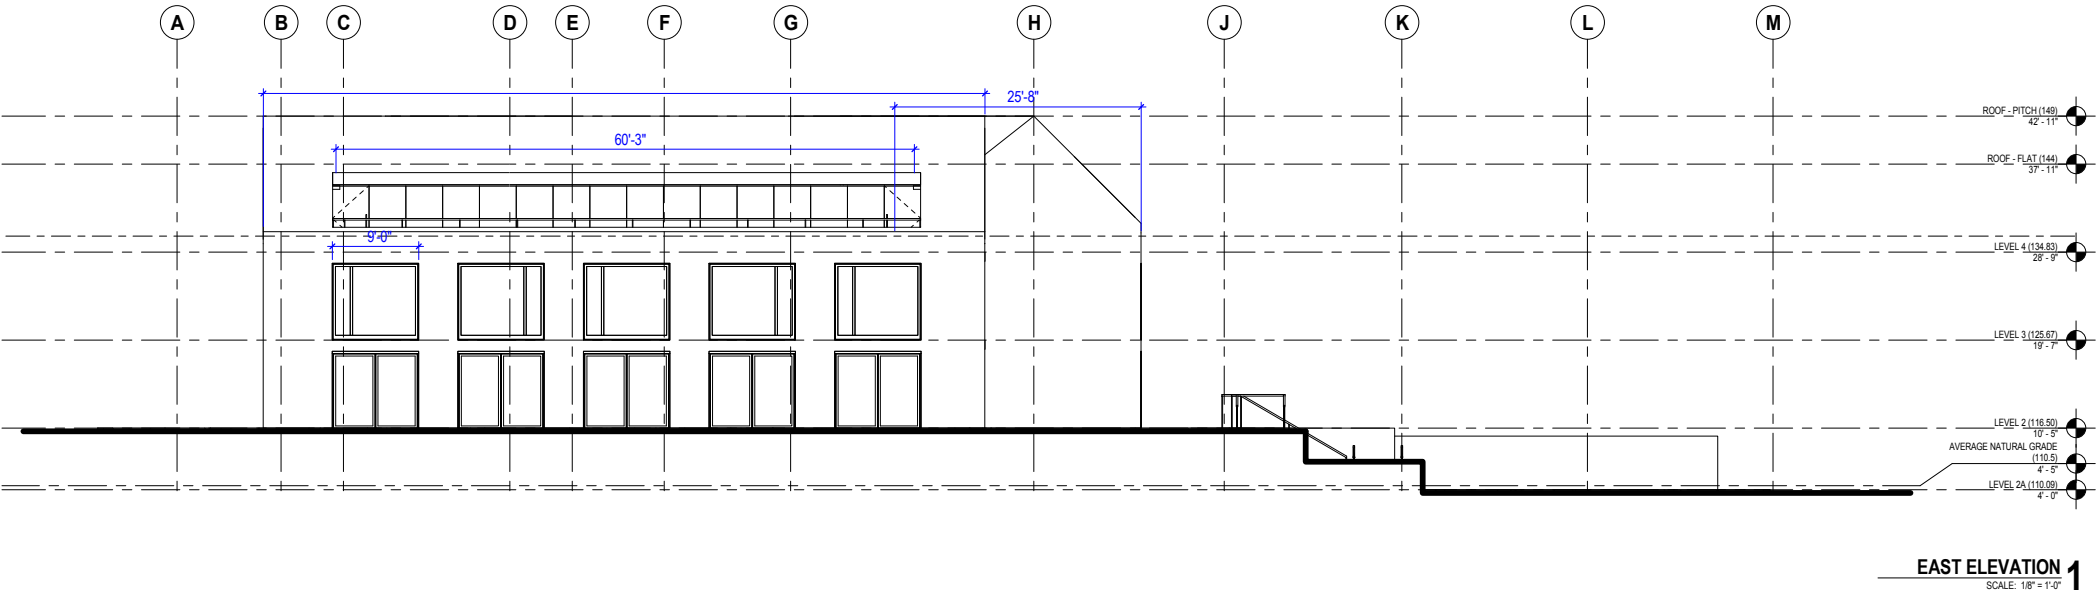 A B C D E F G H J K L M
25'-8"
60'-3"
9'-0"
ROOF - PITCH (149)
42' - 11"
ROOF - FLAT (144)
37' - 11"
LEVEL 4 (134.83)
28' - 9"
LEVEL 3 (125.67)
19' - 7"
LEVEL 2 (116.50)
10' - 5"
AVERAGE NATURAL GRADE
(110.5)
4' - 5"
LEVEL 2A (110.09)
4' - 0"
EAST ELEVATION 1
SCALE: 1/8" = 1'-0"